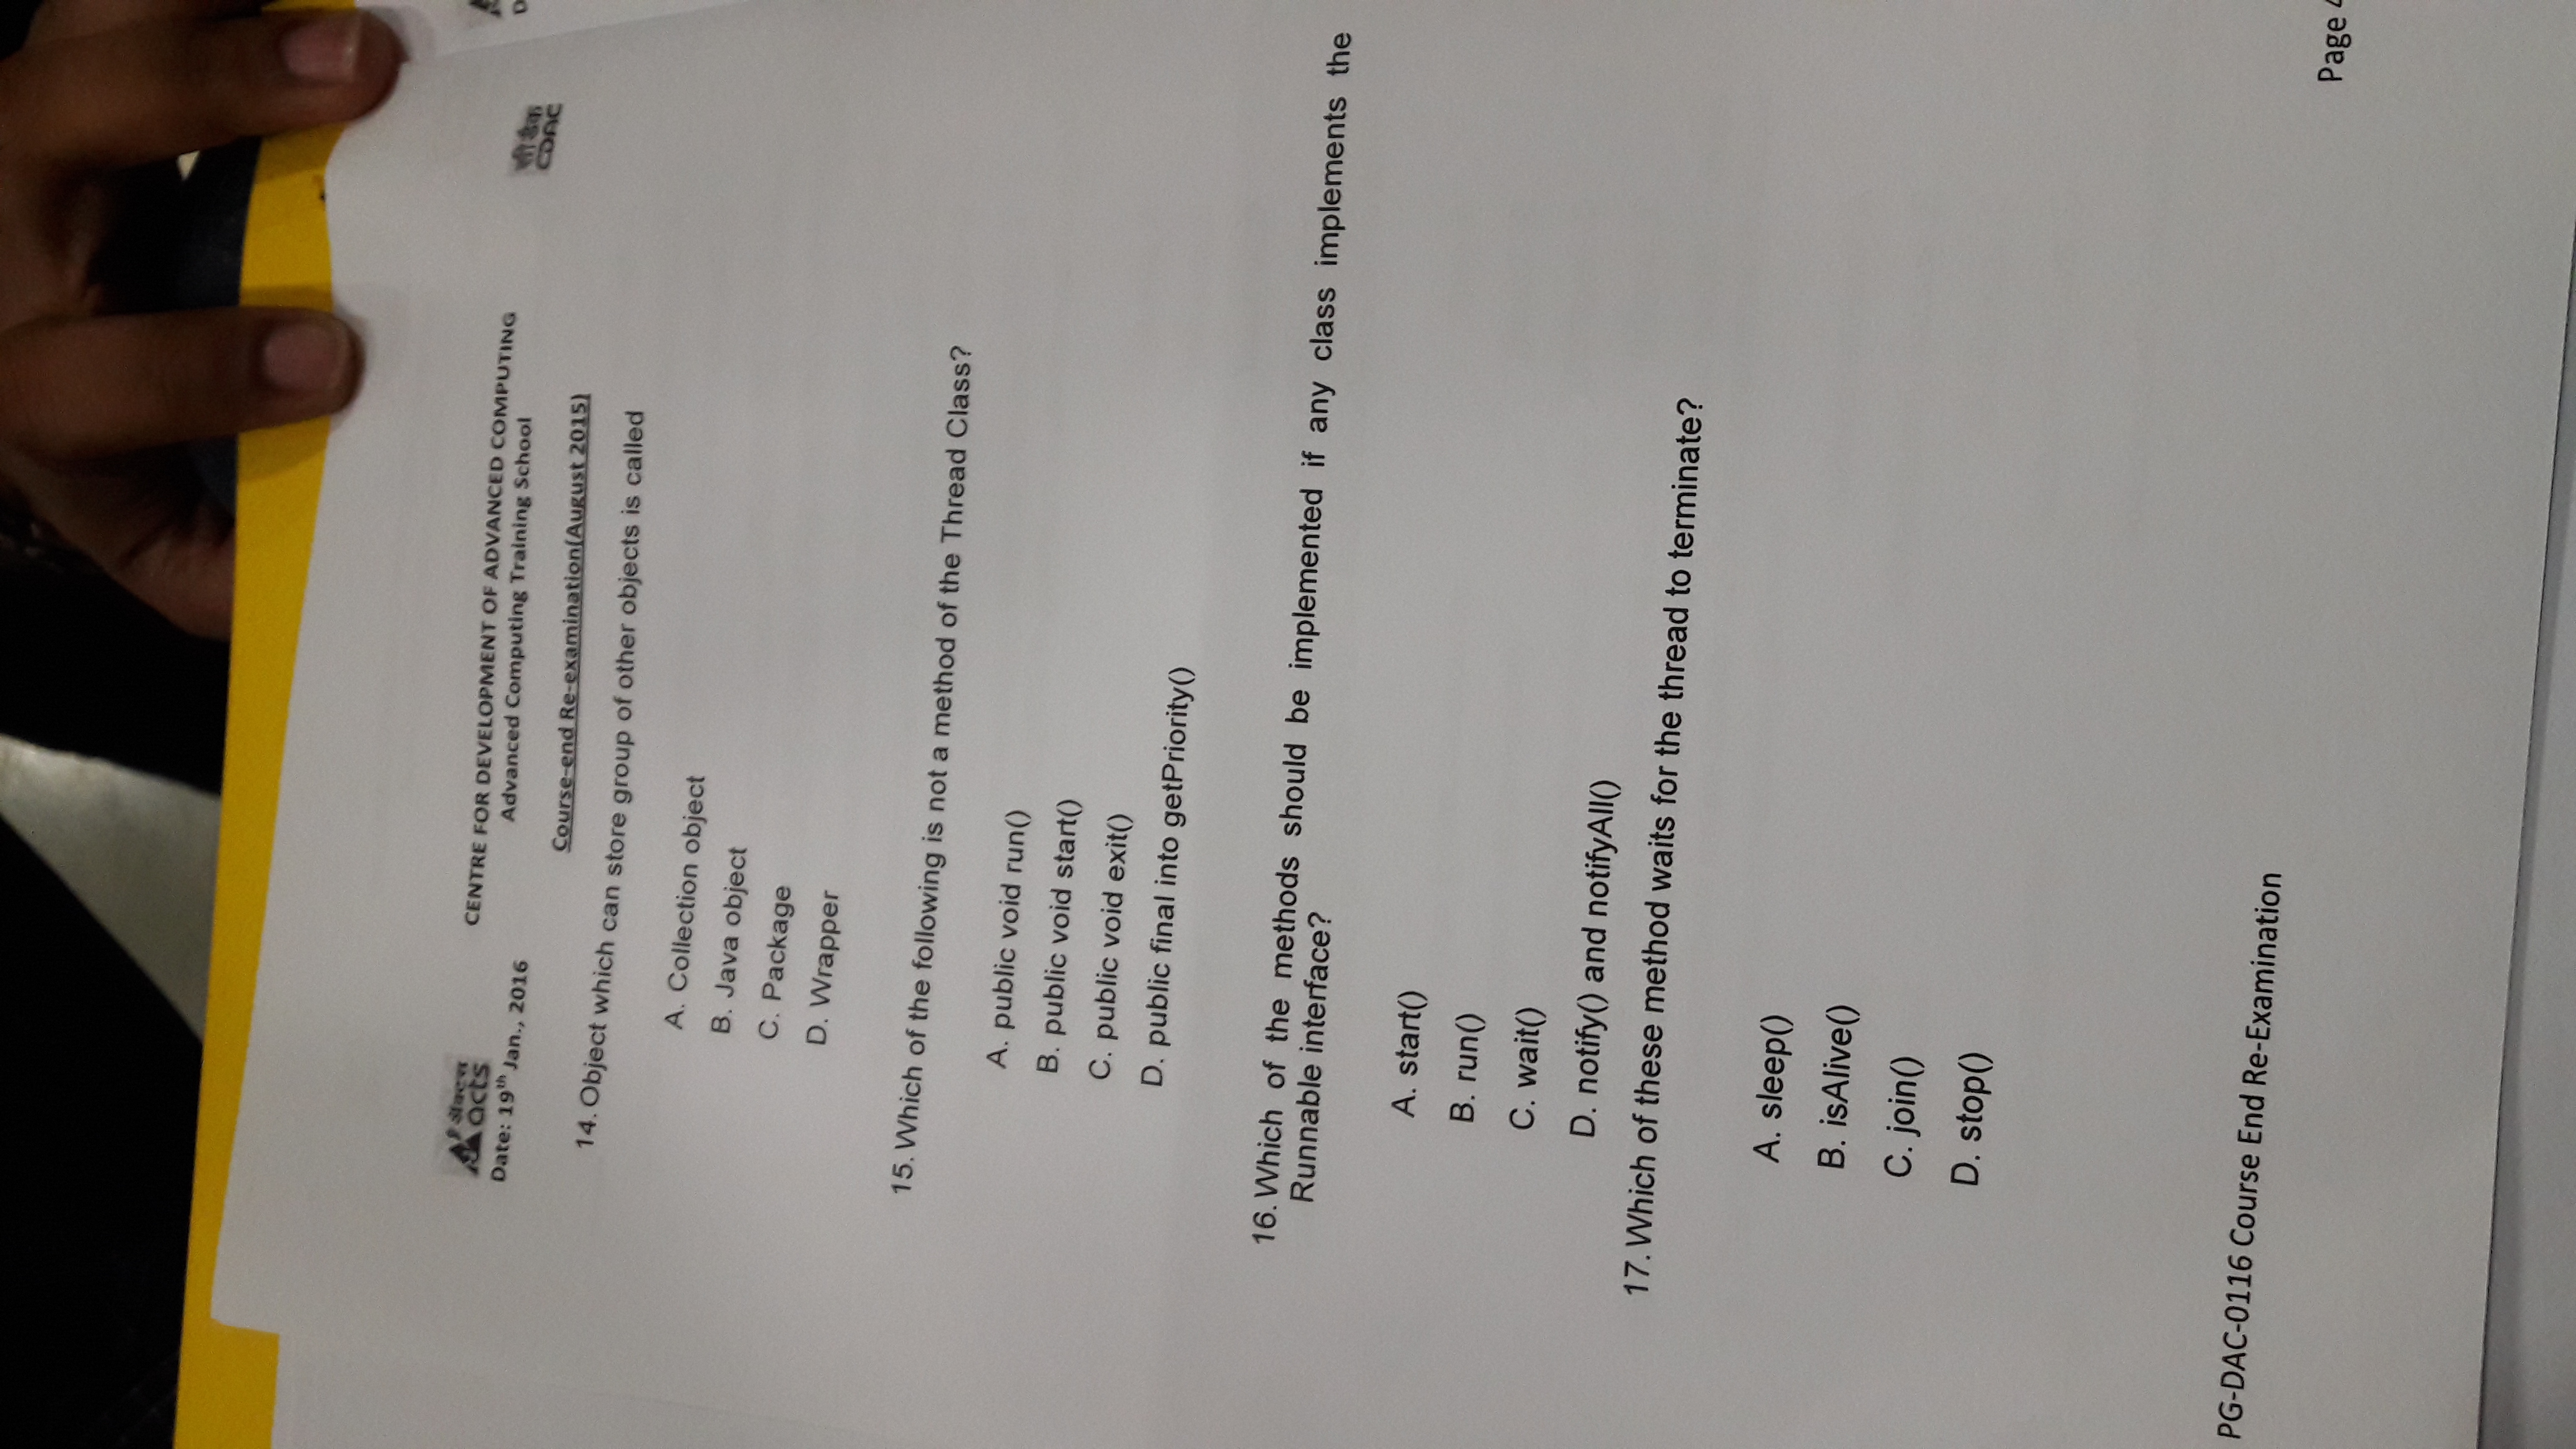 ॲक्ट्स
acts
Date: 19th Jan., 2016
CENTRE FOR DEVELOPMENT OF ADVANCED COMPUTING
Advanced Computing Training School
सी डैक
CDAC
Course-end Re-examination(August 2015)
14. Object which can store group of other objects is called
A. Collection object
B. Java object
C. Package
D. Wrapper
15. Which of the following is not a method of the Thread Class?
A. public void run()
B. public void start()
C. public void exit()
D. public final into getPriority()
16. Which of the methods should be implemented if any class implements the
Runnable interface?
A. start()
B. run()
C. wait()
D. notify() and notifyAll()
17. Which of these method waits for the thread to terminate?
A. sleep()
B. isAlive()
C. join()
D. stop()
PG-DAC-0116 Course End Re-Examination
Page